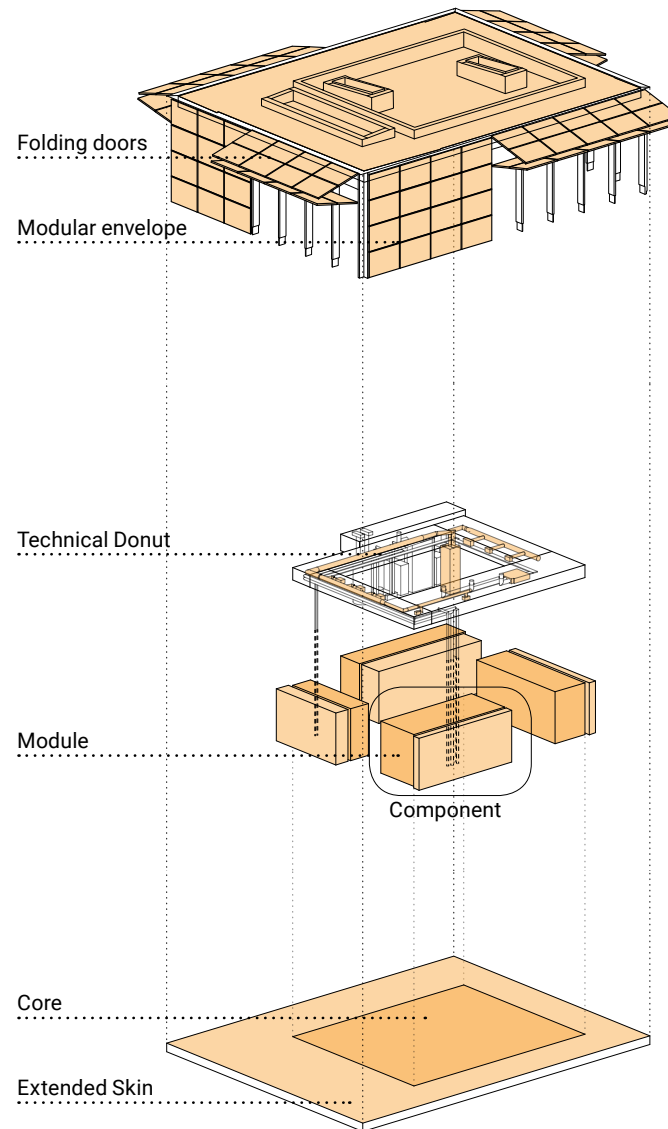 Folding doors
Modular envelope
Technical Donut
Module
Component
Core
Extended Skin